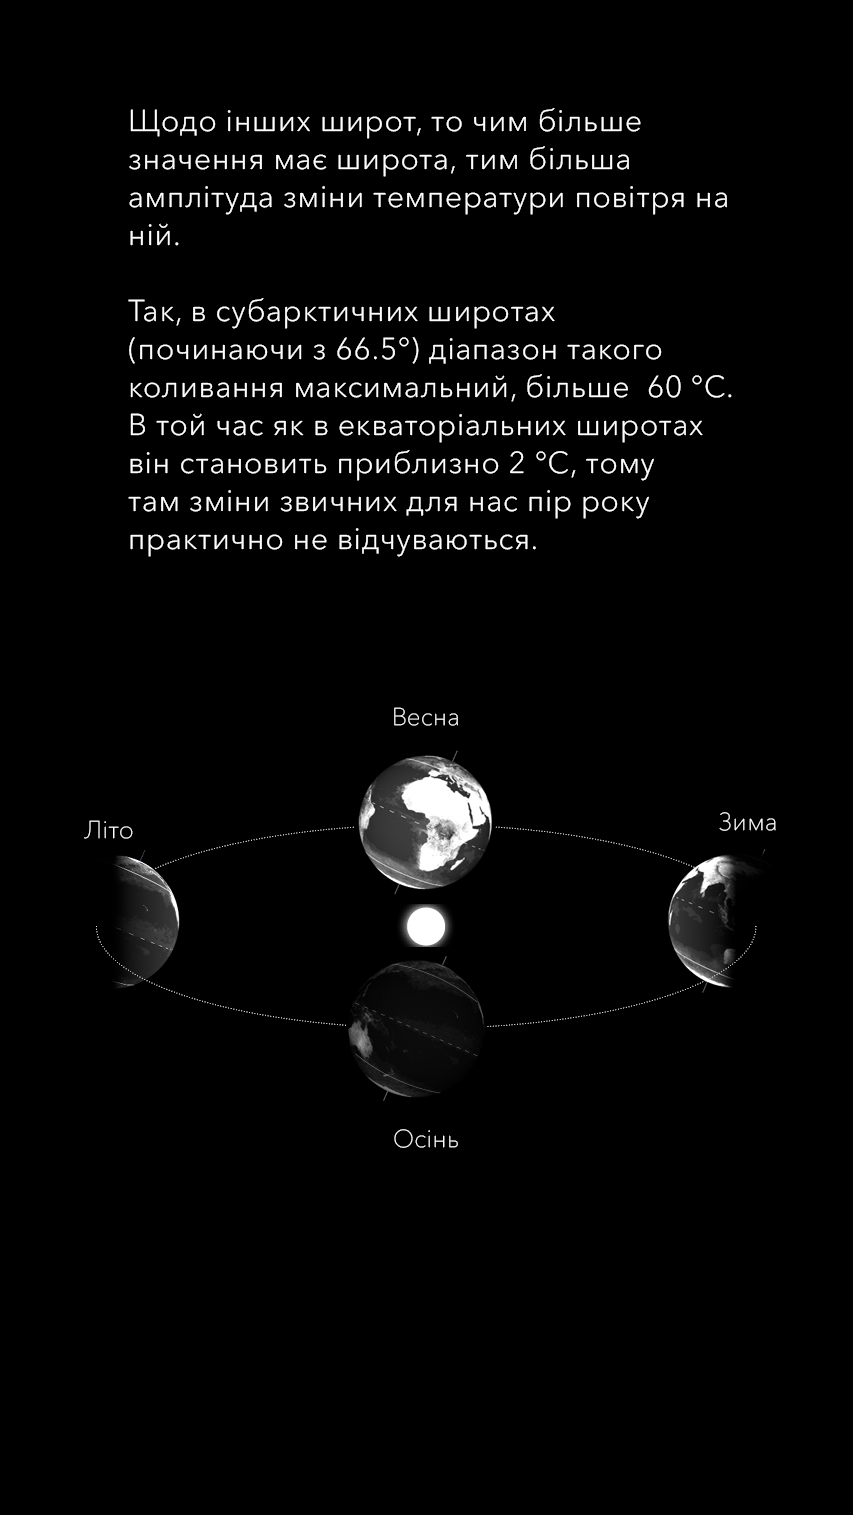 Щодо інших широт, то чим більше
значення має широта, тим більша
амплітуда зміни температури повітря на
ній.
Так, в субарктичних широтах
(починаючи з 66.5°) діапазон такого
коливання максимальний, більше  60 °C.
В той час як в екваторіальних широтах
він становить приблизно 2 °C, тому
там зміни звичних для нас пір року
практично не відчуваються.
Весна
Літо
Зима
Осінь